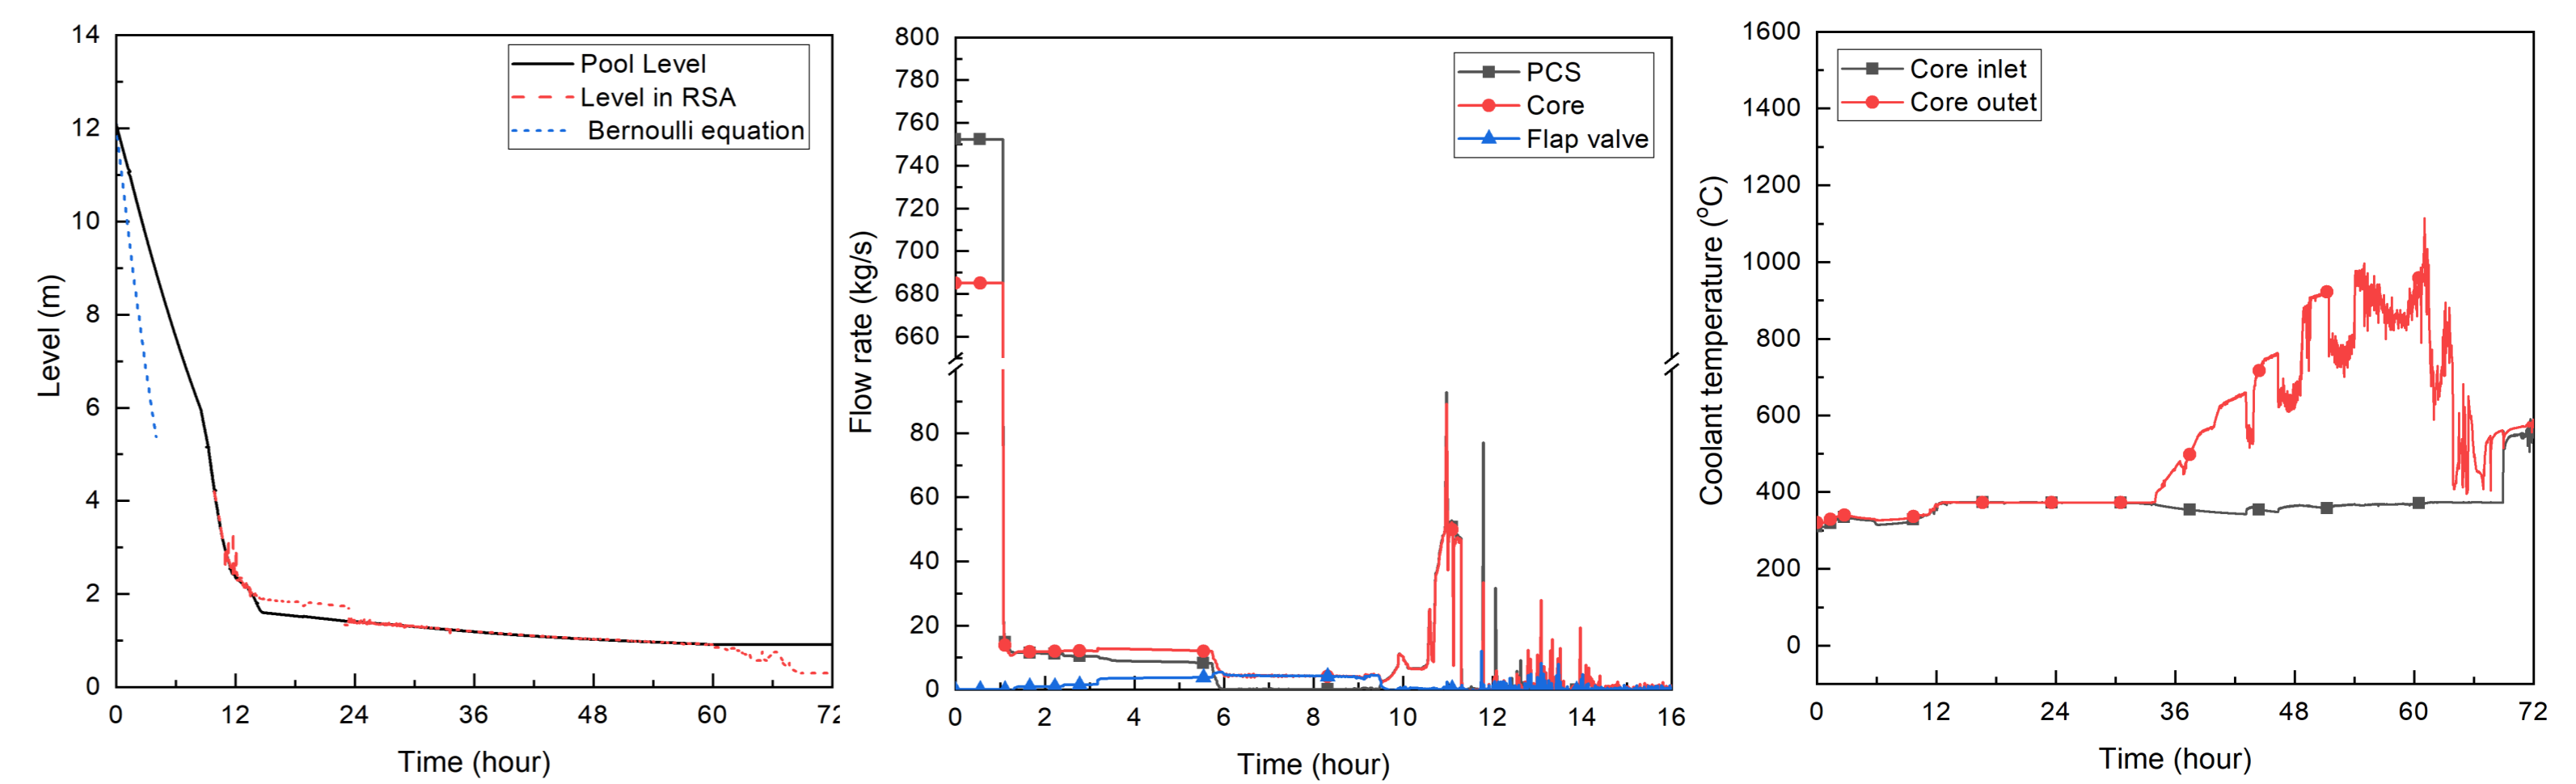 14
12
10
8
6
4
2
0
Level (m)
Pool Level
Level in RSA
Bernoulli equation
0 12 24 36 48 60 72
Time (hour)
800
780
760
740
720
700
680
660
80
60
40
20
0
Flow rate (kg/s)
PCS
Core
Flap valve
0 2 4 6 8 10 12 14 16
Time (hour)
1600
1400
1200
1000
800
600
400
200
0
Coolant temperature (°C)
Core inlet
Core outet
0 12 24 36 48 60 72
Time (hour)